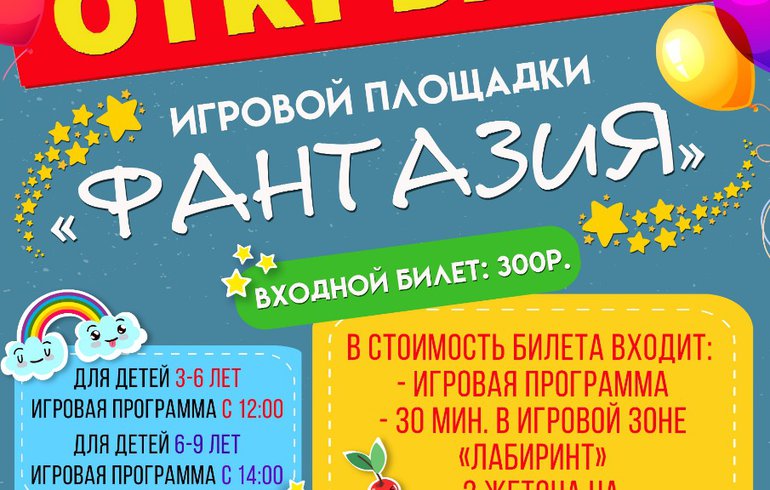 ИГРОВОЙ ПЛОЩАДКИ
«ФАНТАЗИЯ»
ВХОДНОЙ БИЛЕТ: 300Р.
ДЛЯ ДЕТЕЙ 3-6 ЛЕТ
ИГРОВАЯ ПРОГРАММА С 12:00
ДЛЯ ДЕТЕЙ 6-9 ЛЕТ
ИГРОВАЯ ПРОГРАММА С 14:00
В СТОИМОСТЬ БИЛЕТА ВХОДИТ:
- ИГРОВАЯ ПРОГРАММА
- 30 МИН. В ИГРОВОЙ ЗОНЕ
«ЛАБИРИНТ»